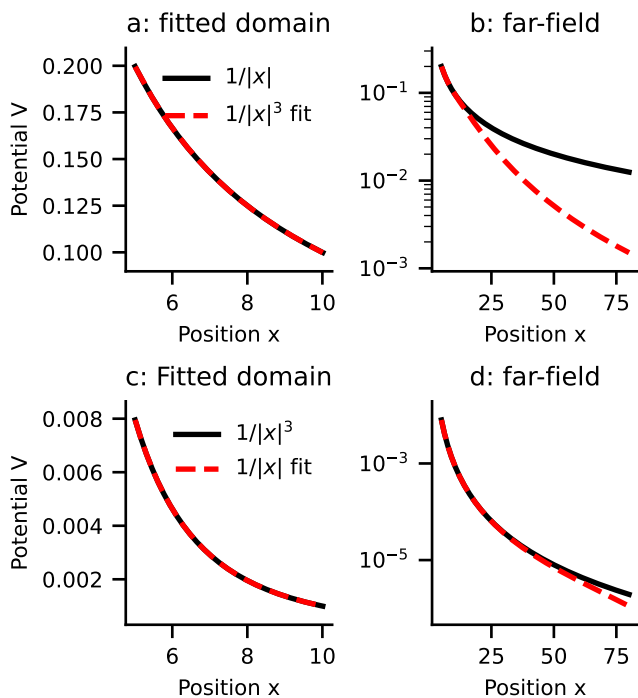 a: fitted domain
b: far-field
0.200
0.175
0.150
0.125
0.100
Potential V
1/|x|
1/|x|³ fit
6
8
10
Position x
10⁻¹
10⁻²
10⁻³
25
50
75
Position x
c: Fitted domain
d: far-field
0.008
0.006
0.004
0.002
Potential V
1/|x|³
1/|x| fit
6
8
10
Position x
10⁻³
10⁻⁵
25
50
75
Position x